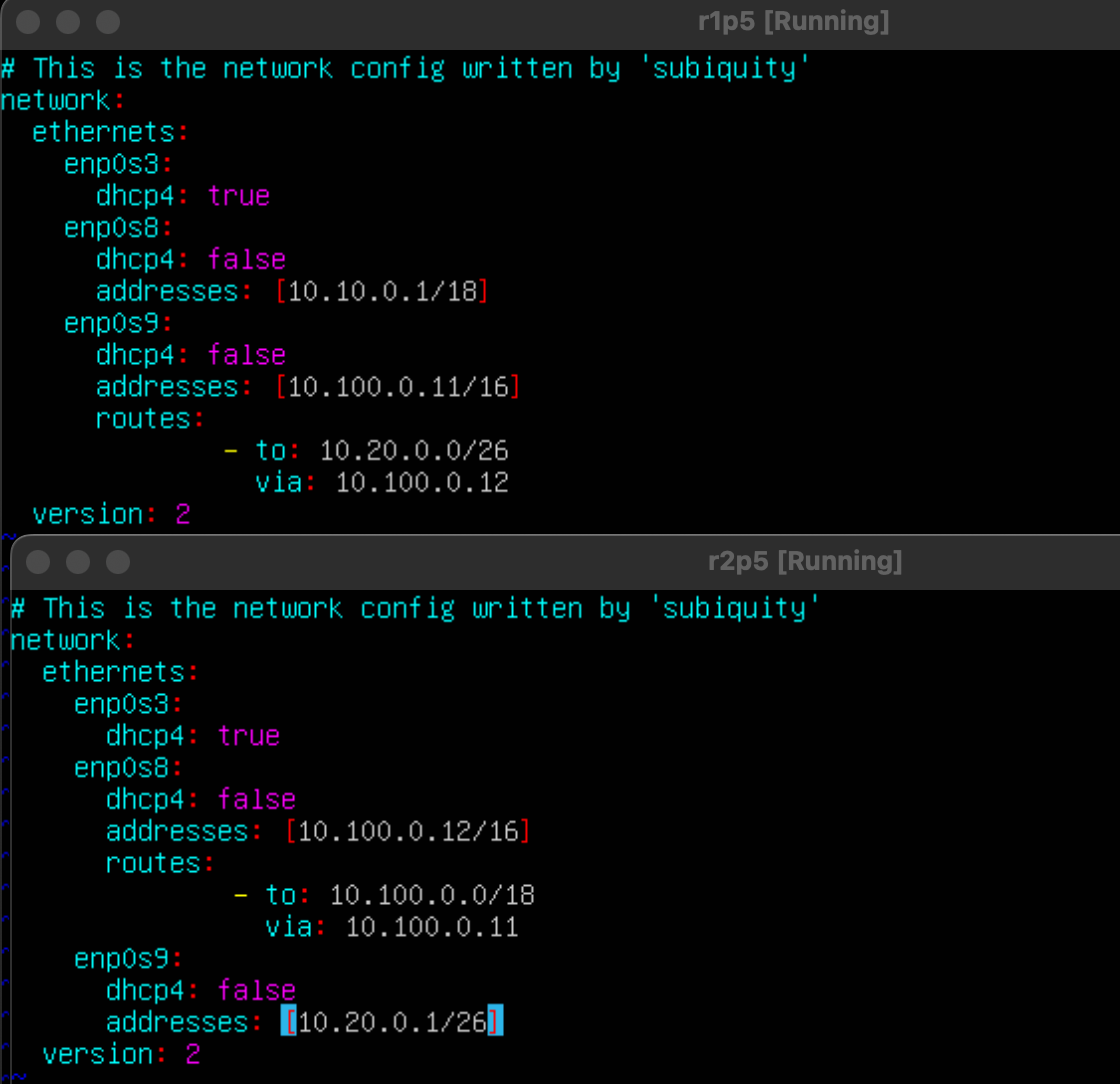 r1p5 [Running]
# This is the network config written by 'subiquity'
network:
  ethernets:
    enp0s3:
      dhcp4: true
    enp0s8:
      dhcp4: false
      addresses: [10.10.0.1/18]
    enp0s9:
      dhcp4: false
      addresses: [10.100.0.11/16]
      routes:
              - to: 10.20.0.0/26
                via: 10.100.0.12
  version: 2
~
r2p5 [Running]
# This is the network config written by 'subiquity'
network:
  ethernets:
    enp0s3:
      dhcp4: true
    enp0s8:
      dhcp4: false
      addresses: [10.100.0.12/16]
      routes:
              - to: 10.100.0.0/18
                via: 10.100.0.11
    enp0s9:
      dhcp4: false
      addresses: [10.20.0.1/26]
  version: 2
~